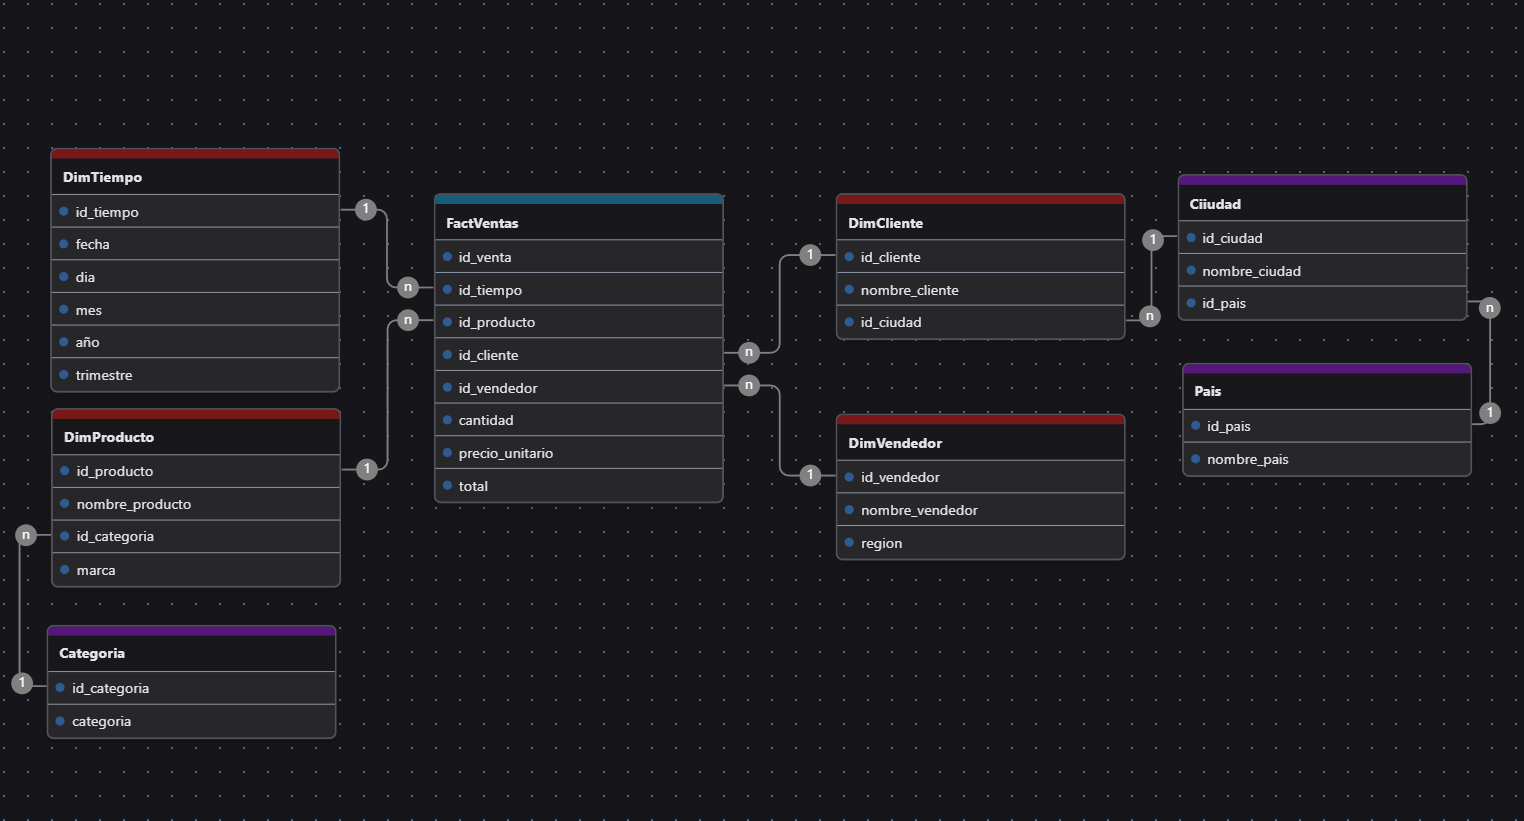 DimTiempo
id_tiempo
fecha
dia
mes
año
trimestre
1
n
DimProducto
id_producto
nombre_producto
id_categoria
marca
1
n
n
1
Categoria
id_categoria
categoria
FactVentas
id_venta
id_tiempo
id_producto
id_cliente
id_vendedor
cantidad
precio_unitario
total
n
1
n
1
DimCliente
id_cliente
nombre_cliente
id_ciudad
DimVendedor
id_vendedor
nombre_vendedor
region
1
n
Ciiudad
id_ciudad
nombre_ciudad
id_pais
n
1
Pais
id_pais
nombre_pais